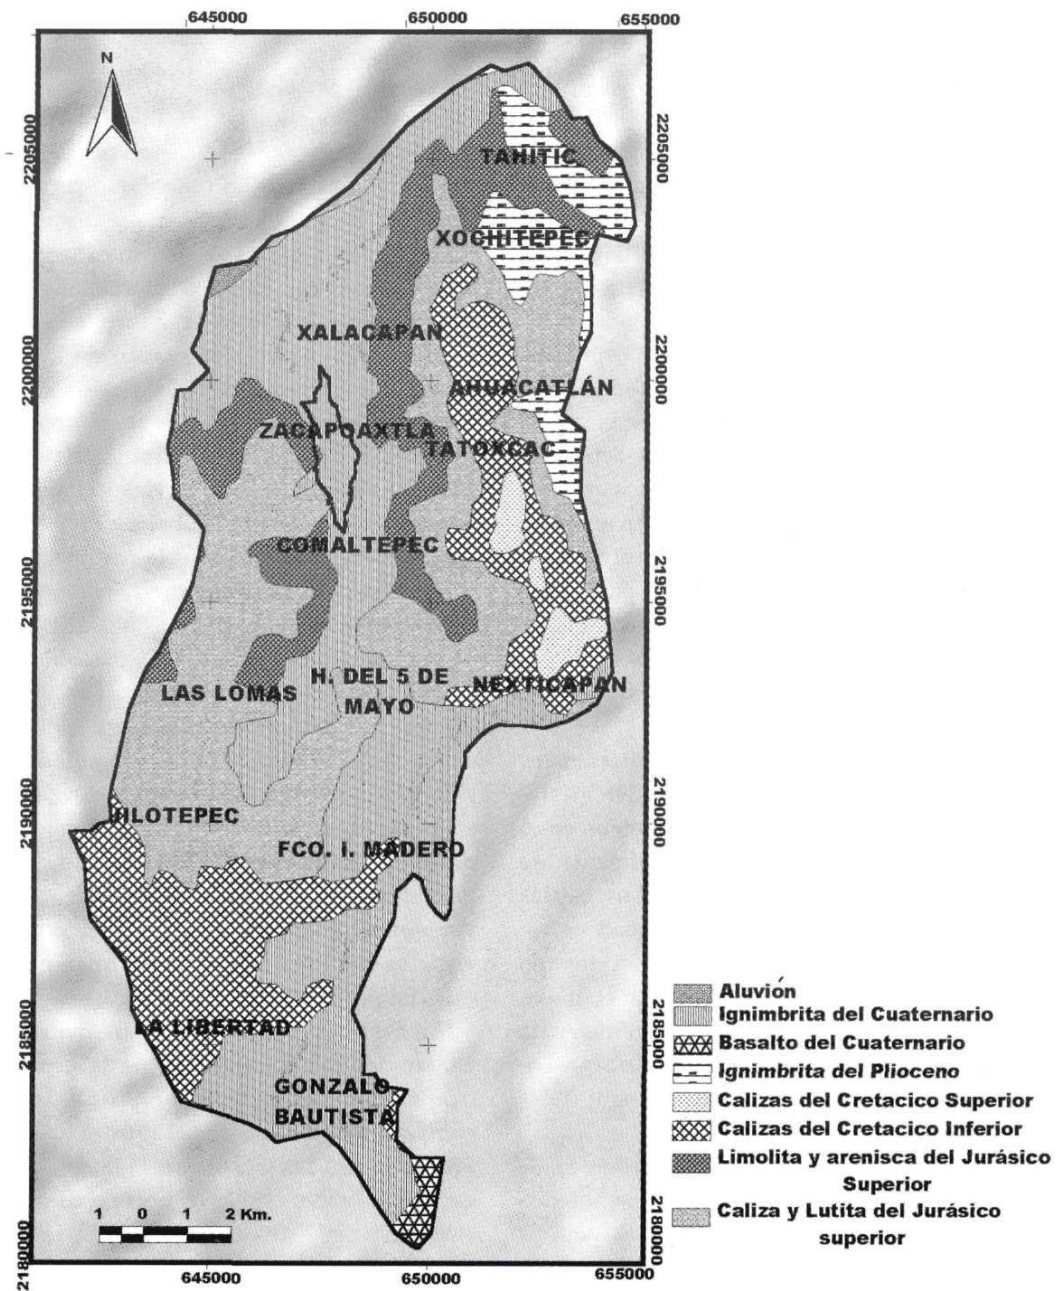 645000
650000
655000
N
2205000
2205000
TAHITIC
XOCHITEPEC
XALACAPAN
2200000
2200000
AHUACATLÁN
ZACAPOAXTLA
TATOXCAC
COMALTEPEC
2195000
2195000
H. DEL 5 DE
MAYO
LAS LOMAS
NEXTICAPAN
2190000
2190000
JILOTEPEC
FCO. I. MADERO
LA LIBERTAD
2185000
2185000
GONZALO
BAUTISTA
1 0 1 2 Km.
2180000
2180000
645000
650000
655000
Aluvión
Ignimbrita del Cuaternario
Basalto del Cuaternario
Ignimbrita del Plioceno
Calizas del Cretacico Superior
Calizas del Cretacico Inferior
Limolita y arenisca del Jurásico
Superior
Caliza y Lutita del Jurásico
superior